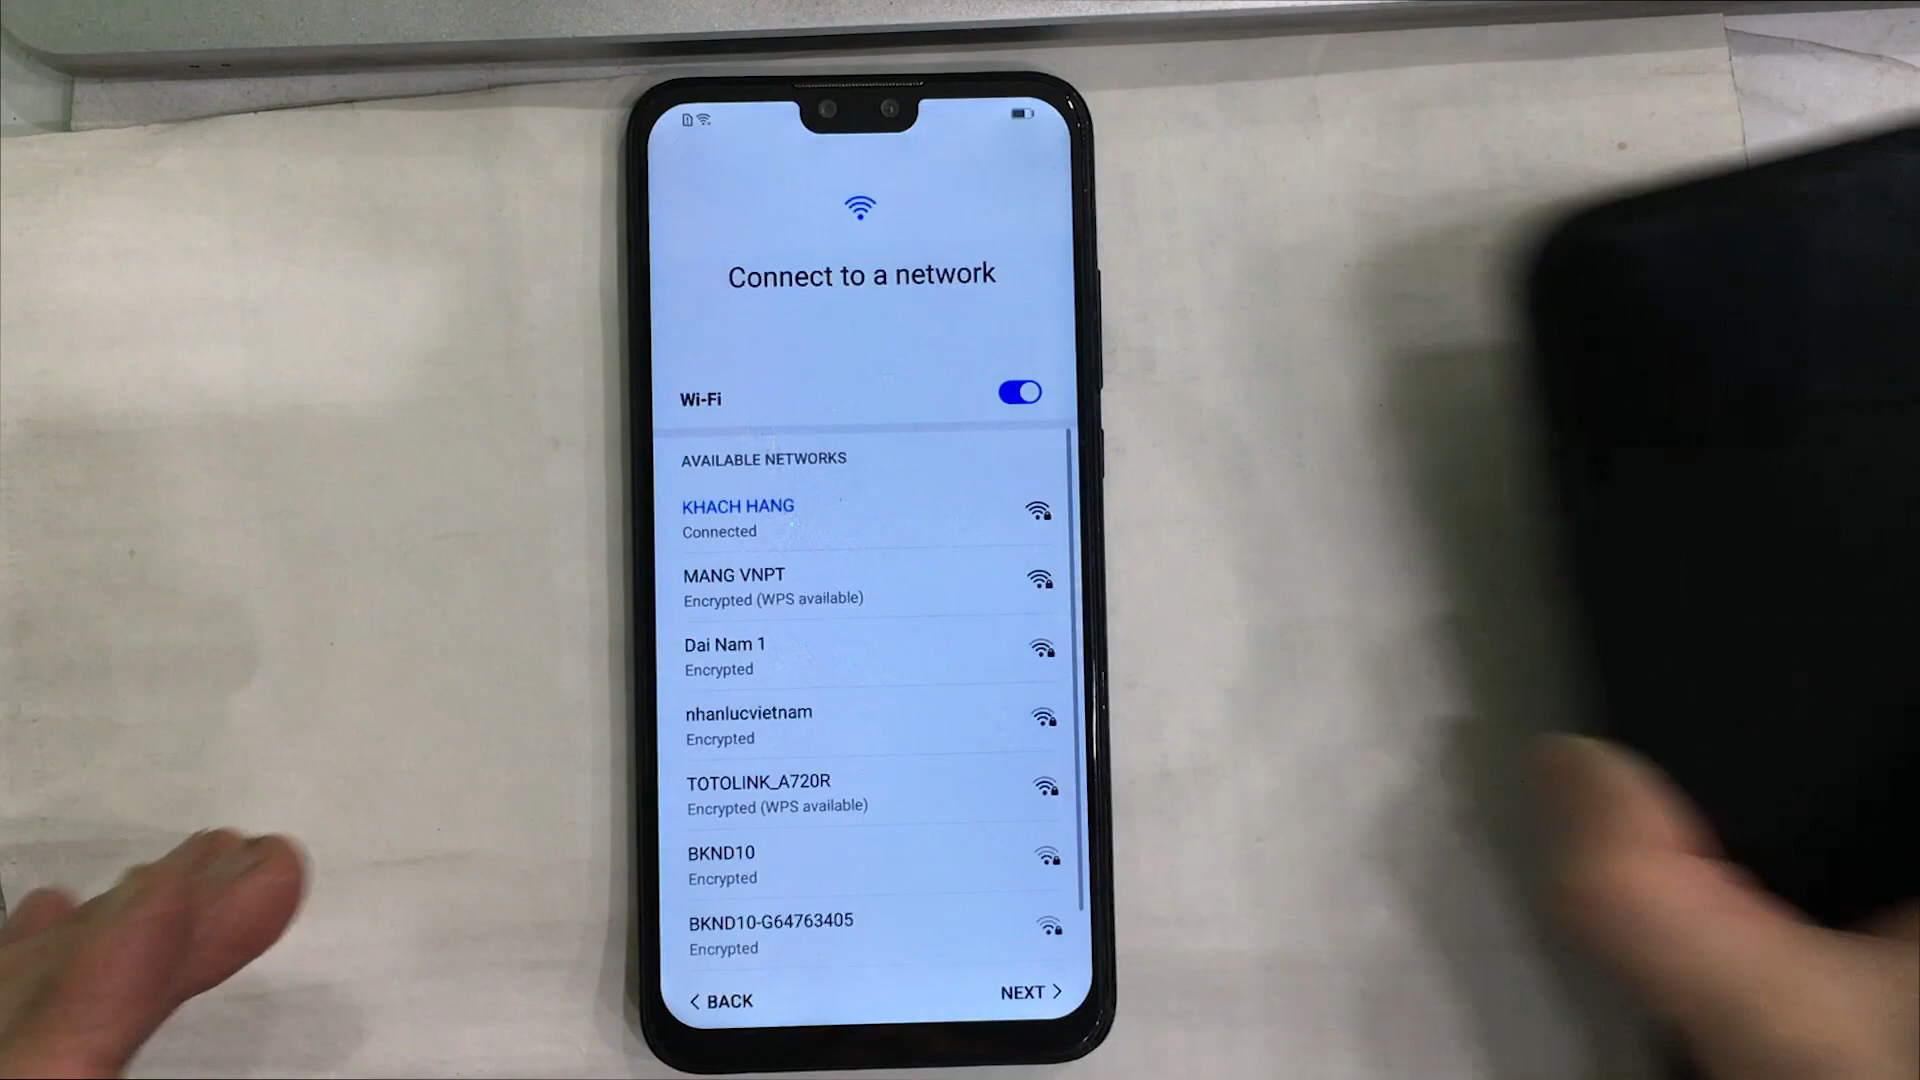 Connect to a network
Wi-Fi
AVAILABLE NETWORKS
KHACH HANG
Connected
MANG VNPT
Encrypted (WPS available)
Dai Nam 1
Encrypted
nhanlucvietnam
Encrypted
TOTOLINK_A720R
Encrypted (WPS available)
BKND10
Encrypted
BKND10-G64763405
Encrypted
BACK
NEXT